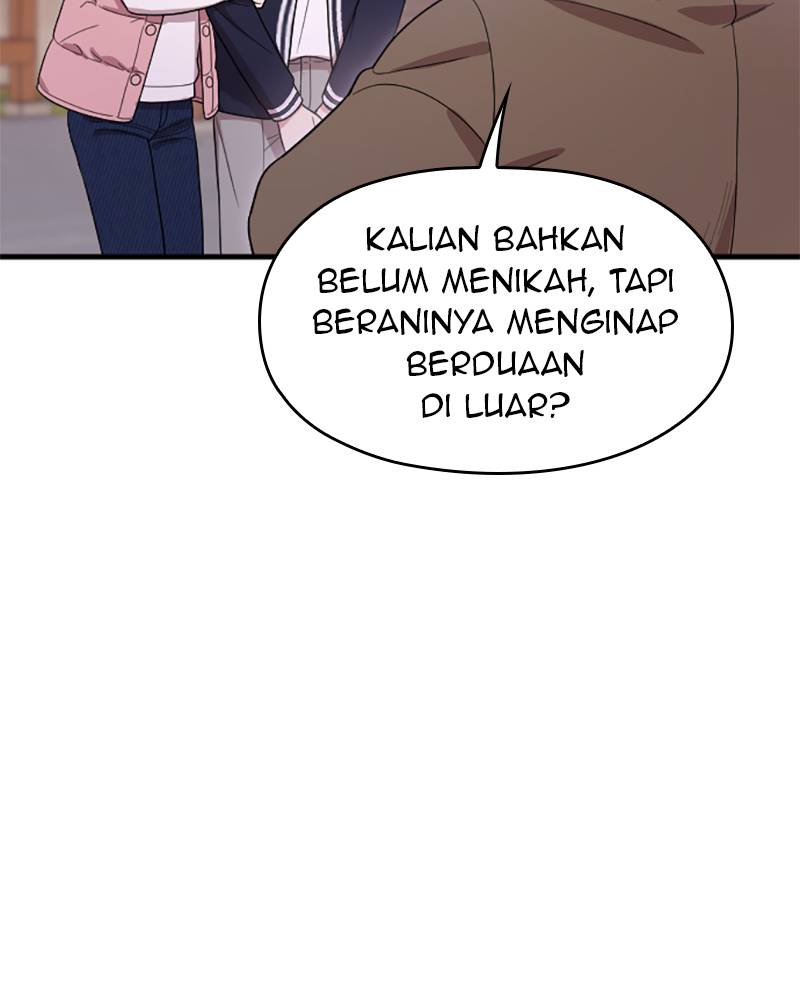 KALIAN BAHKAN
BELUM MENIKAH, TAPI
BERANINYA MENGINAP
BERDUAAN
DI LUAR?